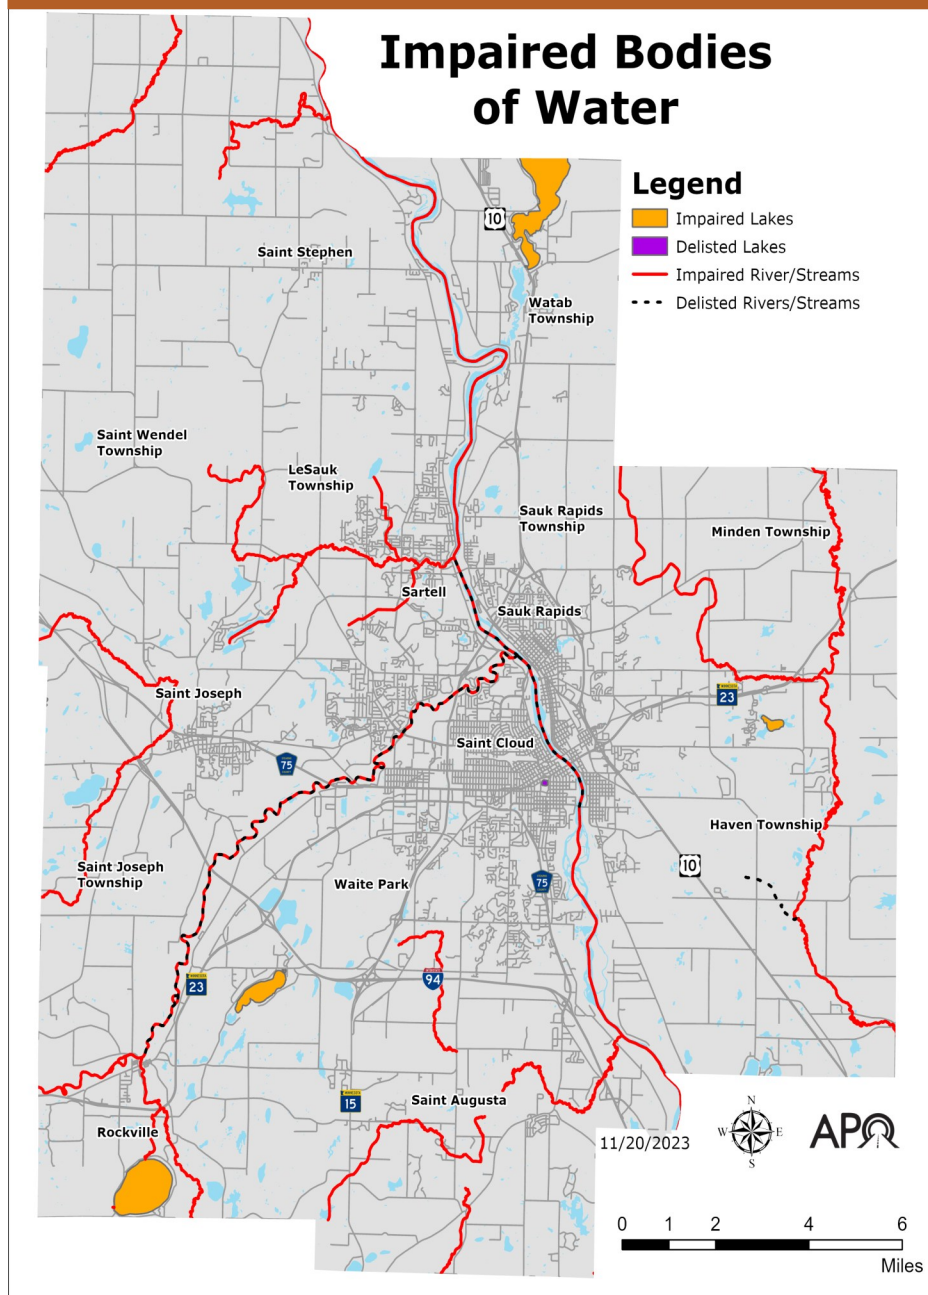 Impaired Bodies
of Water
Legend
Impaired Lakes
Delisted Lakes
Impaired River/Streams
Delisted Rivers/Streams
10
Saint Stephen
Watab
Township
Saint Wendel
Township
LeSauk
Township
Sauk Rapids
Township
Minden Township
Sartell
Sauk Rapids
Saint Joseph
23
Saint Cloud
75
Haven Township
10
Saint Joseph
Township
Waite Park
75
94
23
15
Saint Augusta
Rockville
11/20/2023
N
W
E
S
APO
0 1 2 4 6
Miles